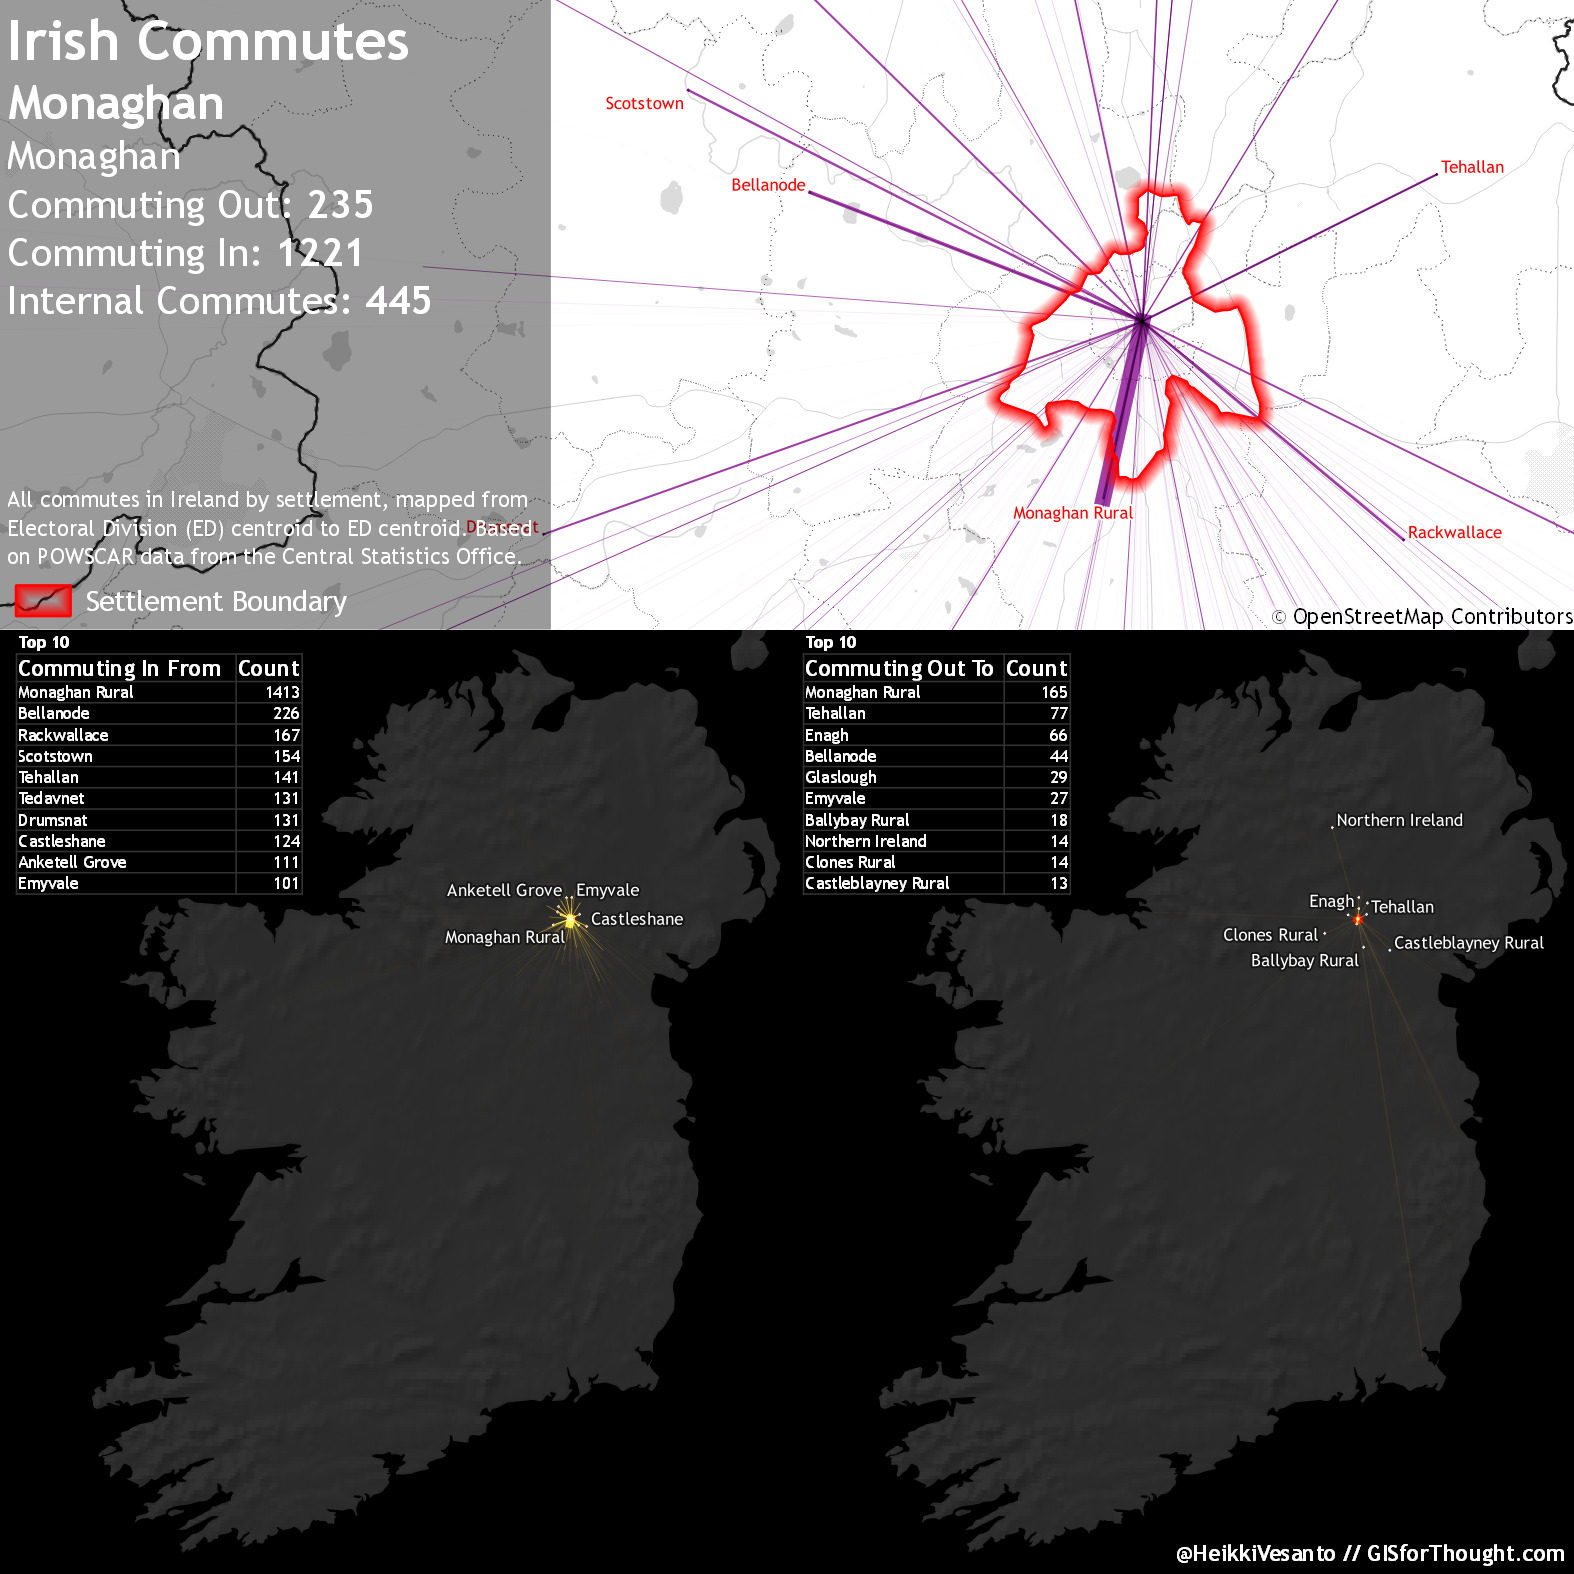 Irish Commutes
Monaghan
Monaghan
Commuting Out: 235
Commuting In: 1221
Internal Commutes: 445
All commutes in Ireland by settlement, mapped from
Electoral Division (ED) centroid to ED centroid. Based
on POWSCAR data from the Central Statistics Office.
Settlement Boundary
Scotstown
Bellanode
Tehallan
Monaghan Rural
Rackwallace
© OpenStreetMap Contributors
Top 10
Commuting In From Count
Monaghan Rural 1413
Bellanode 226
Rackwallace 167
Scotstown 154
Tehallan 141
Tedavnet 131
Drumsnat 131
Castleshane 124
Anketell Grove 111
Emyvale 101
Anketell Grove
Emyvale
Castleshane
Monaghan Rural
Top 10
Commuting Out To Count
Monaghan Rural 165
Tehallan 77
Enagh 66
Bellanode 44
Glaslough 29
Emyvale 27
Ballybay Rural 18
Northern Ireland 14
Clones Rural 14
Castleblayney Rural 13
Northern Ireland
Enagh
Tehallan
Clones Rural
Castleblayney Rural
Ballybay Rural
@HeikkiVesanto // GISforThought.com